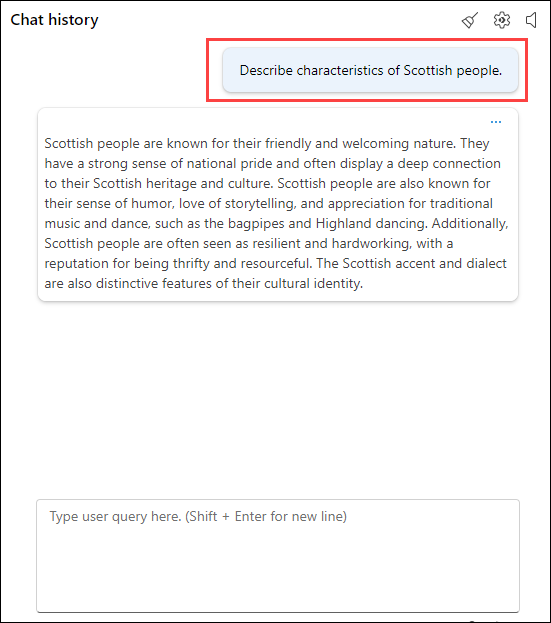 Chat history
Describe characteristics of Scottish people.
Scottish people are known for their friendly and welcoming nature. They
have a strong sense of national pride and often display a deep connection
to their Scottish heritage and culture. Scottish people are also known for
their sense of humor, love of storytelling, and appreciation for traditional
music and dance, such as the bagpipes and Highland dancing. Additionally,
Scottish people are often seen as resilient and hardworking, with a
reputation for being thrifty and resourceful. The Scottish accent and dialect
are also distinctive features of their cultural identity.
Type user query here. (Shift + Enter for new line)